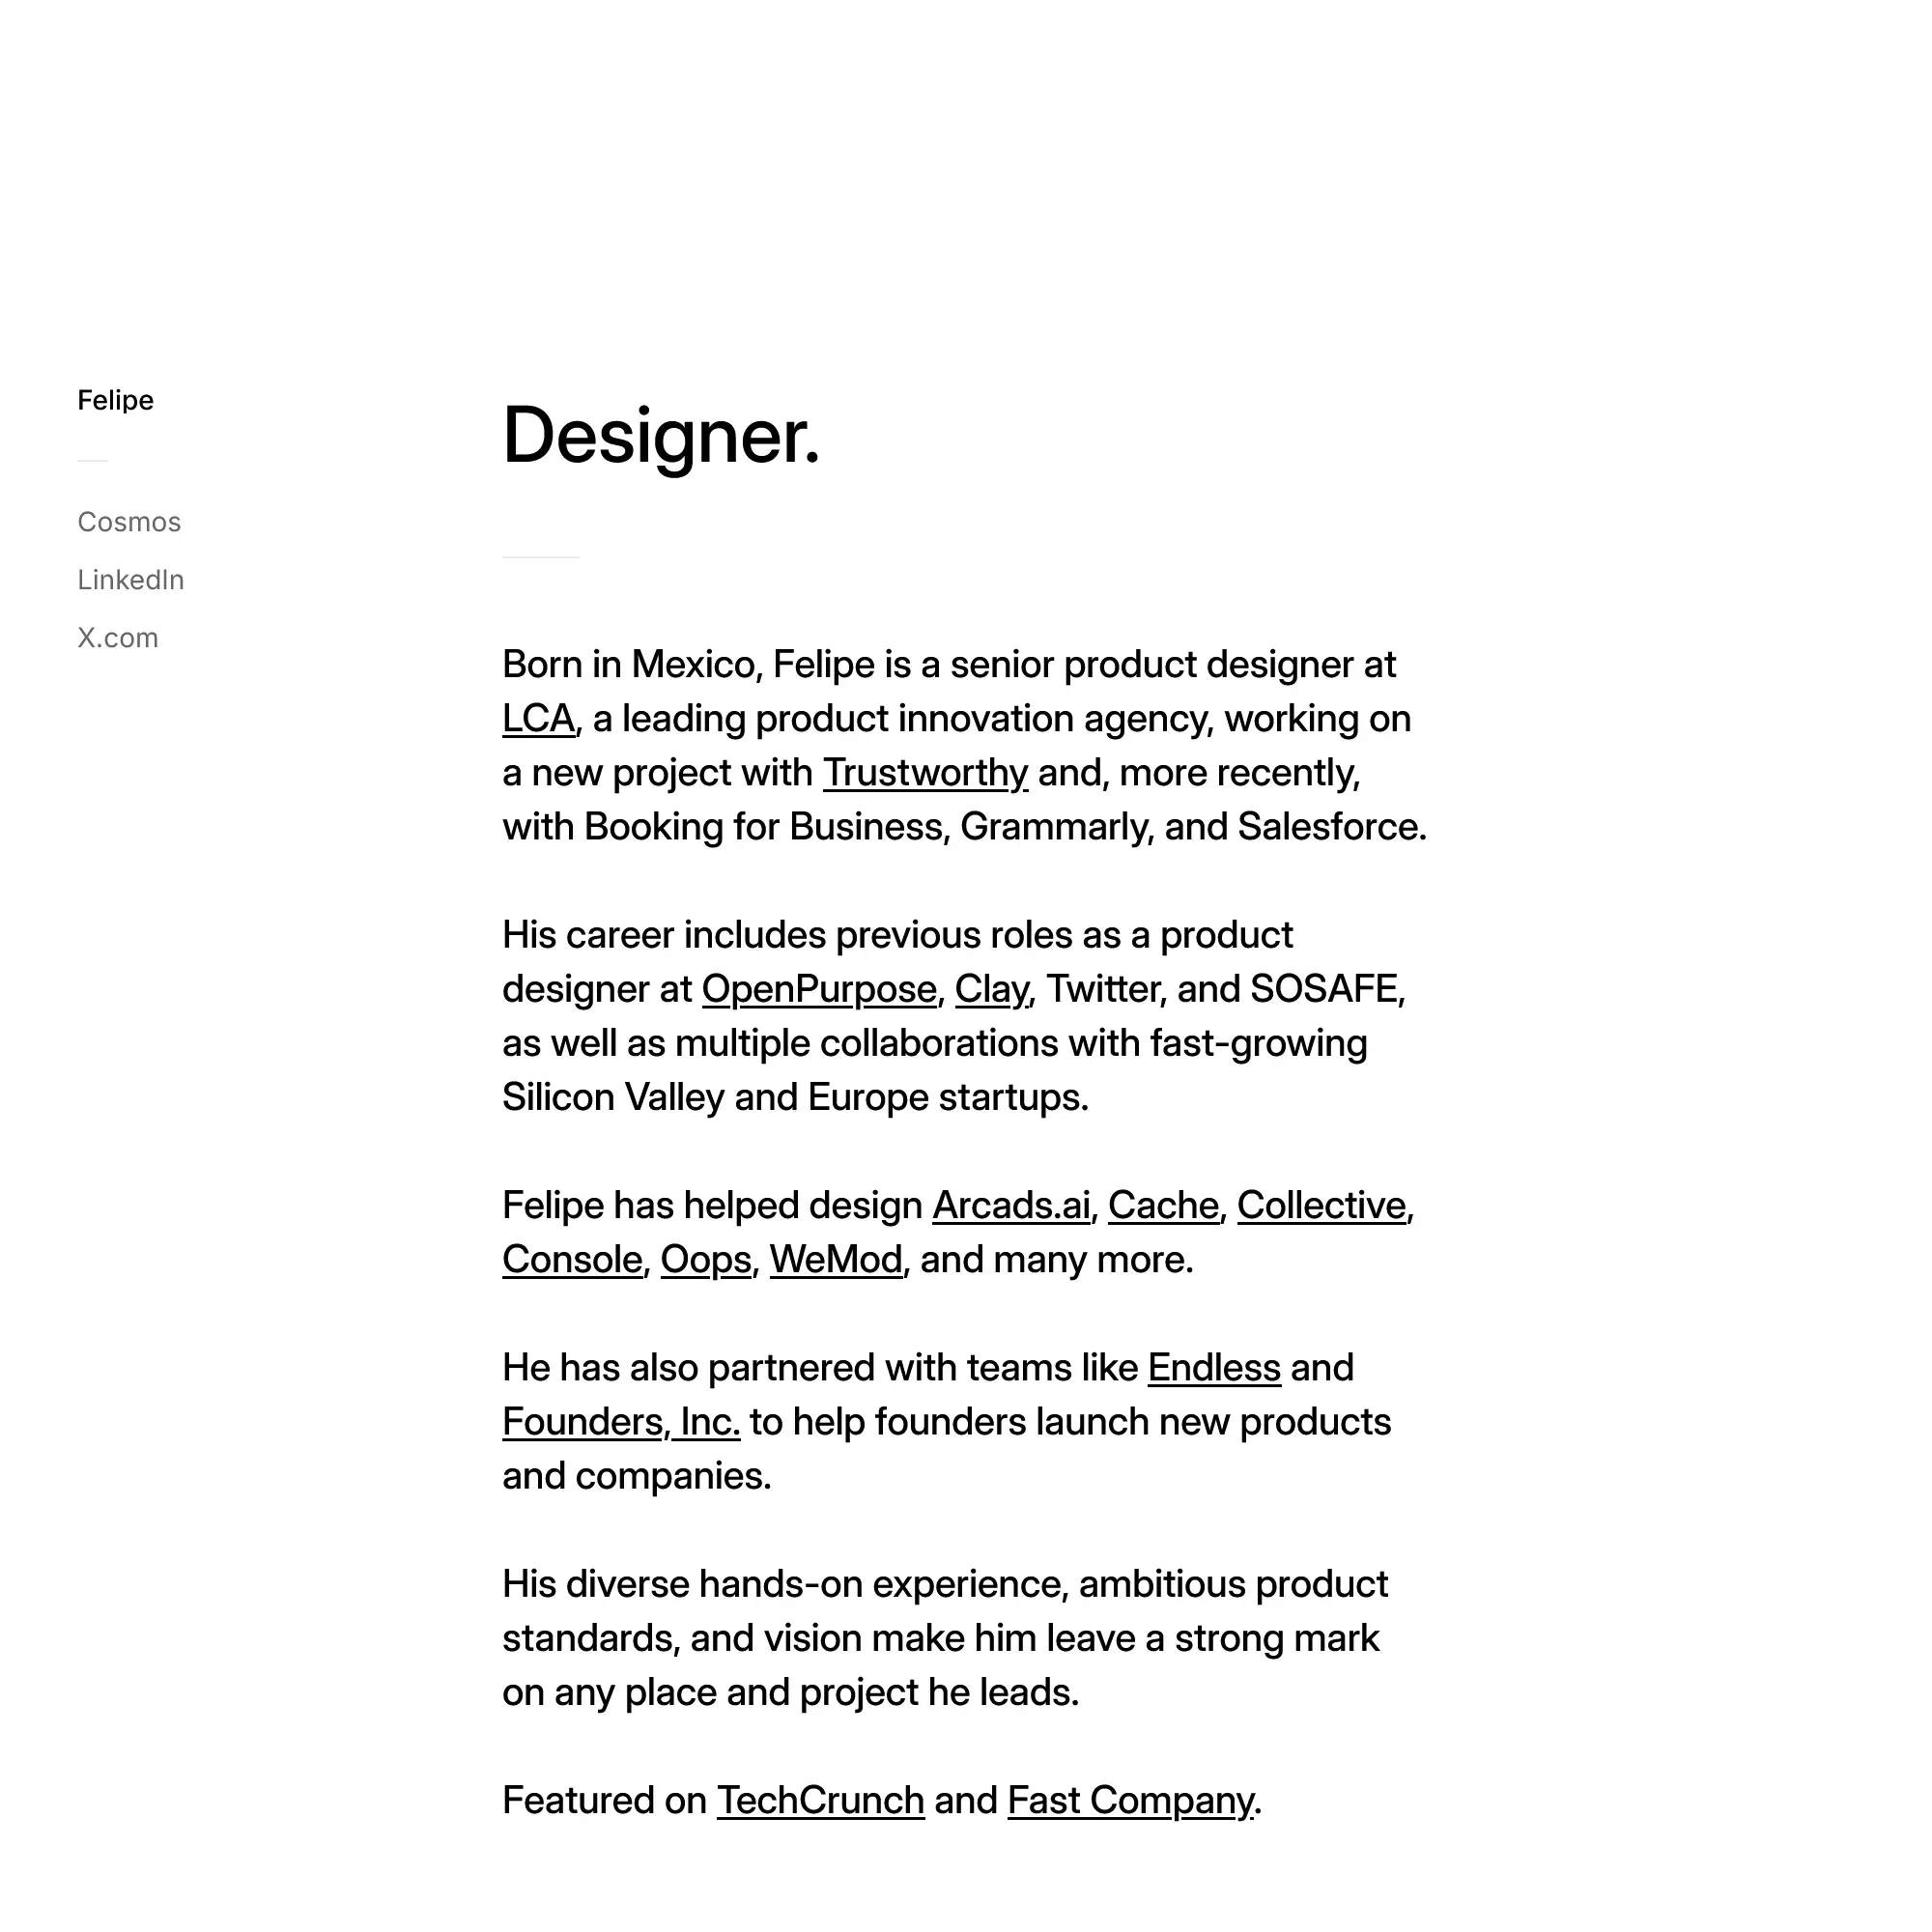 Felipe
Cosmos
LinkedIn
X.com
Designer.
Born in Mexico, Felipe is a senior product designer at
LCA, a leading product innovation agency, working on
a new project with Trustworthy and, more recently,
with Booking for Business, Grammarly, and Salesforce.
His career includes previous roles as a product
designer at OpenPurpose, Clay, Twitter, and SOSAFE,
as well as multiple collaborations with fast-growing
Silicon Valley and Europe startups.
Felipe has helped design Arcads.ai, Cache, Collective,
Console, Oops, WeMod, and many more.
He has also partnered with teams like Endless and
Founders, Inc. to help founders launch new products
and companies.
His diverse hands-on experience, ambitious product
standards, and vision make him leave a strong mark
on any place and project he leads.
Featured on TechCrunch and Fast Company.